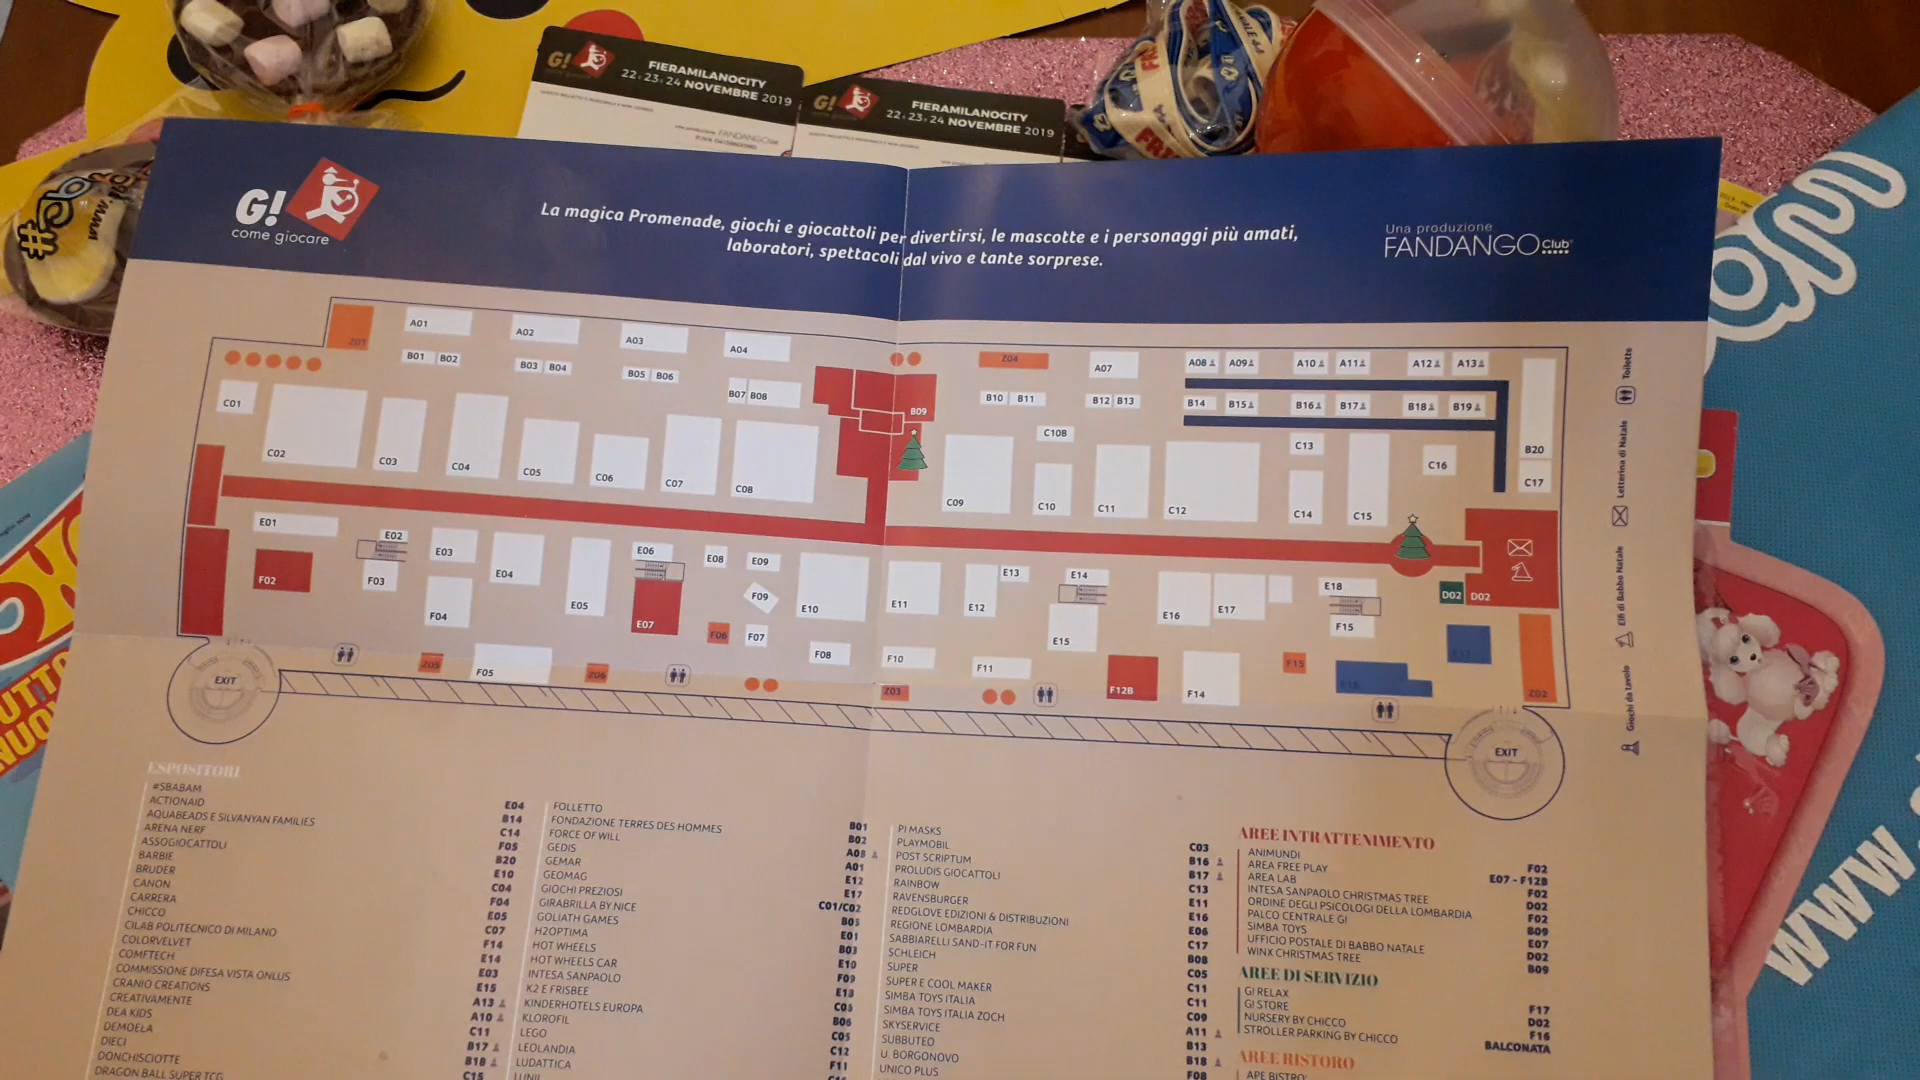 G!
come giocare
FIERAMILANOCITY
22, 23, 24 NOVEMBRE 2019
G!
FIERAMILANOCITY
22, 23, 24 NOVEMBRE 2019
G!
come giocare
La magica Promenade, giochi e giocattoli per divertirsi, le mascotte e i personaggi più amati,
laboratori, spettacoli dal vivo e tante sorprese.
Una produzione
FANDANGO Club
Z01 A01 A02 A03 A04 Z04 A07 A08 A09 A10 A11 A12 A13
B01 B02 B03 B04 B05 B06 B07 B08 B09 B10 B11 B12 B13 B14 B15 B16 B17 B18 B19 B20
C01 C02 C03 C04 C05 C06 C07 C08 C09 C10B C10 C11 C12 C13 C14 C15 C16 C17
E01 E02 E03 E04 E05 E06 E08 E09 E10 E11 E12 E13 E14 E15 E16 E17 E18 D02 D02
F02 F03 F04 E07 F06 F09 F07 F08 F10 F11 F12B F14 F15 F15
Z05 F05 Z06 Z03 Z02
EXIT
EXIT
Toilette
Letterina di Natale
Elfi di Babbo Natale
Giochi da tavolo
ESPOSITORI
#SBABAM E04
ACTIONAID B14
AQUABEADS E SILVANYAN FAMILIES C14
ARENA NERF F05
ASSOGIOCATTOLI B20
BARBIE E10
BRUDER C04
CANON F04
CARRERA E05
CHICCO C07
CILAB POLITECNICO DI MILANO F14
COLORVELVET E14
COMFTECH E03
COMMISSIONE DIFESA VISTA ONLUS E15
CRANIO CREATIONS A13
CREATIVAMENTE A10
DEA KIDS C11
DEMOELA B17
DIECI B18
DONCHISCIOTTE C15
DRAGON BALL SUPER TCG
FOLLETTO B01
FONDAZIONE TERRES DES HOMMES B02
FORCE OF WILL A08
GEDIS A01
GEMAR E12
GEOMAG E17
GIOCHI PREZIOSI C01/C02
GIRABRILLA BY NICE B05
GOLIATH GAMES E01
H2OPTIMA B03
HOT WHEELS E10
HOT WHEELS CAR F09
INTESA SANPAOLO E13
K2 E FRISBEE C03
KINDERHOTELS EUROPA B06
KLOROFIL C05
LEGO C12
LEOLANDIA F11
LUDATTICA
LUNII
PI MASKS C03
PLAYMOBIL B16
POST SCRIPTUM B17
PROLUDIS GIOCATTOLI C13
RAINBOW E11
RAVENSBURGER E16
REDGLOVE EDIZIONI & DISTRIBUZIONI E06
REGIONE LOMBARDIA C17
SABBIARELLI SAND-IT FOR FUN B08
SCHLEICH C05
SUPER C11
SUPER E COOL MAKER C11
SIMBA TOYS ITALIA C09
SIMBA TOYS ITALIA ZOCH A11
SKYSERVICE B13
SUBBUTEO B18
U. BORGONOVO F08
UNICO PLUS
AREE INTRATTENIMENTO
ANIMUNDI F02
AREA FREE PLAY E07 - F12B
AREA LAB F02
INTESA SANPAOLO CHRISTMAS TREE D02
ORDINE DEGLI PSICOLOGI DELLA LOMBARDIA F02
PALCO CENTRALE G! B09
SIMBA TOYS E07
UFFICIO POSTALE DI BABBO NATALE D02
WINX CHRISTMAS TREE B09
AREE DI SERVIZIO
G! RELAX F17
G! STORE D02
NURSERY BY CHICCO F16
STROLLER PARKING BY CHICCO BALCONATA
AREE RISTORO
APE BISTRO'
TUTTO
NUO
www.